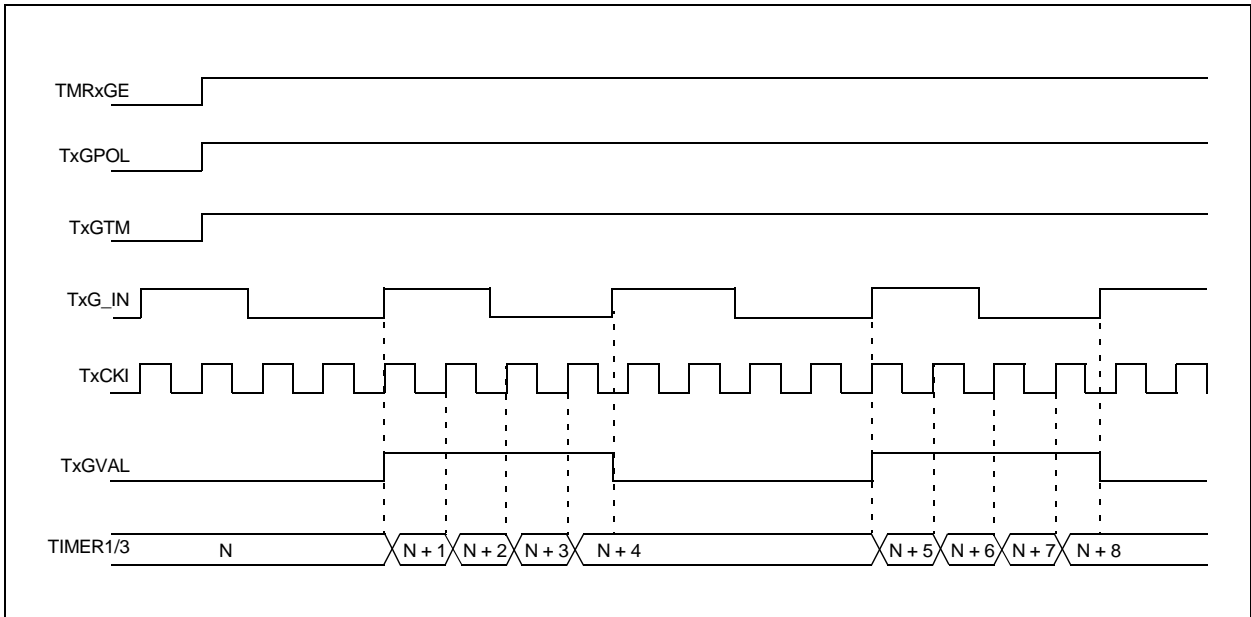 TMRxGE
TxGPOL
TxGTM
TxG_IN
TxCKI
TxGVAL
TIMER1/3 N N + 1 N + 2 N + 3 N + 4 N + 5 N + 6 N + 7 N + 8